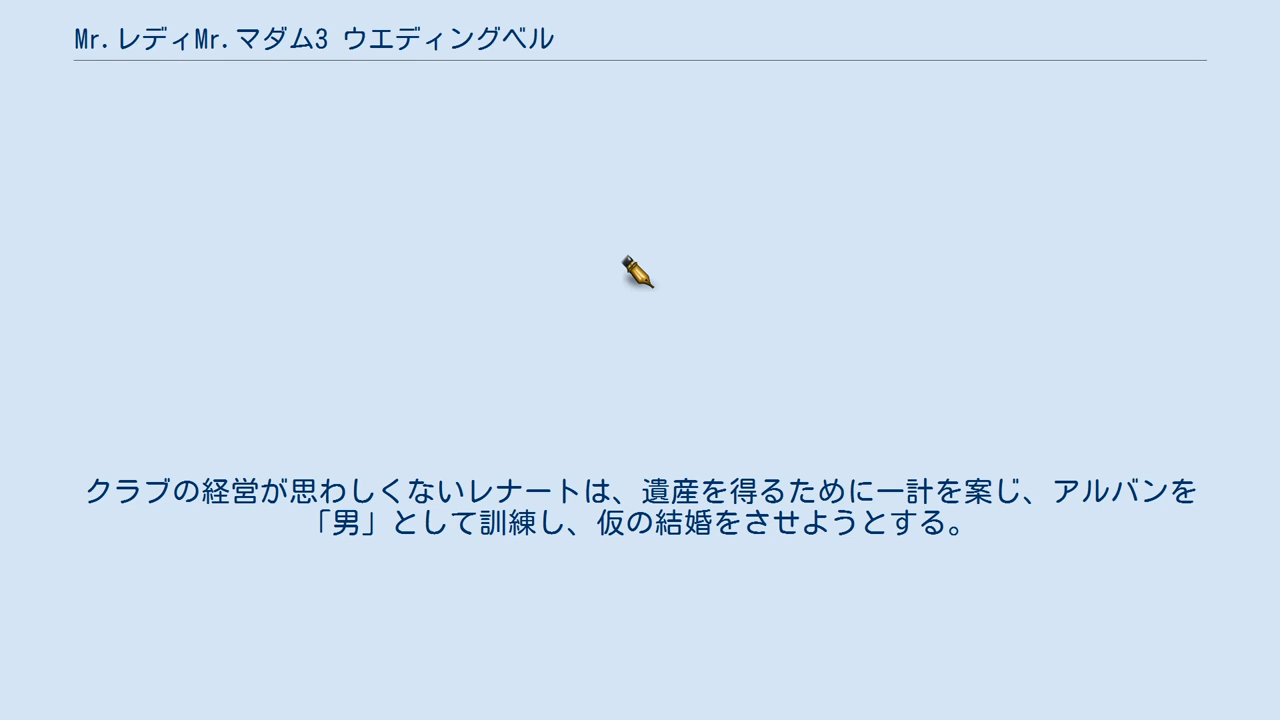 Mr.レディMr.マダム3 ウエディングベル
クラブの経営が思わしくないレナートは、遺産を得るために一計を案じ、アルバンを
「男」として訓練し、仮の結婚をさせようとする。